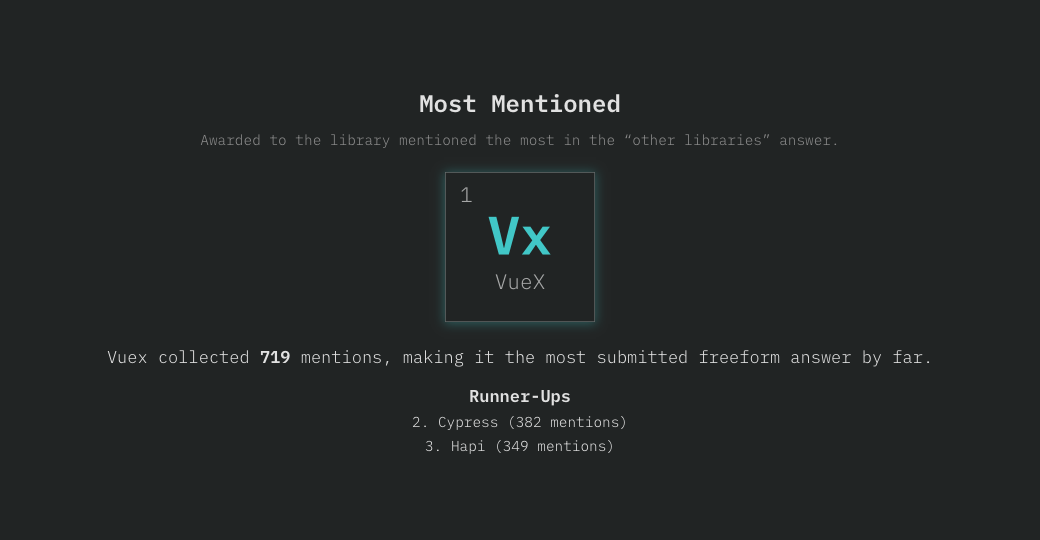 Most Mentioned
Awarded to the library mentioned the most in the “other libraries” answer.
1
Vx
VueX
Vuex collected 719 mentions, making it the most submitted freeform answer by far.
Runner-Ups
2. Cypress (382 mentions)
3. Hapi (349 mentions)